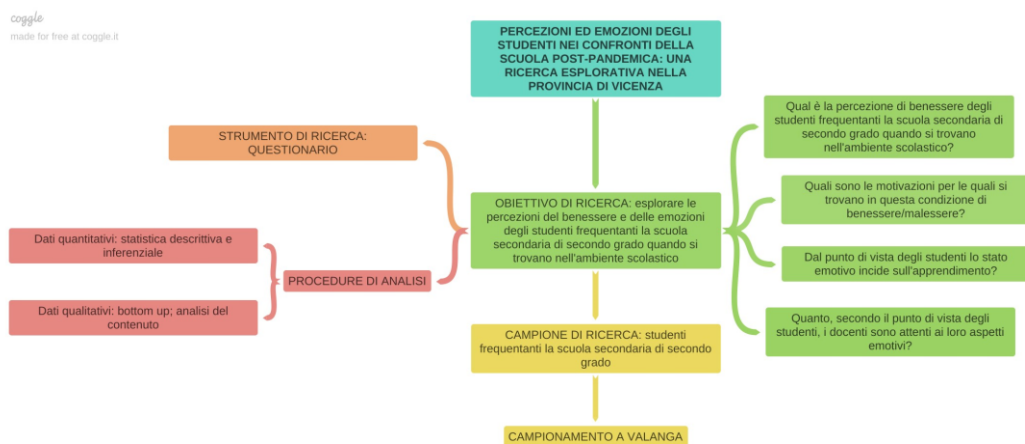 coggle
made for free at coggle.it
PERCEZIONI ED EMOZIONI DEGLI
STUDENTI NEI CONFRONTI DELLA
SCUOLA POST-PANDEMICA: UNA
RICERCA ESPLORATIVA NELLA
PROVINCIA DI VICENZA
STRUMENTO DI RICERCA:
QUESTIONARIO
OBIETTIVO DI RICERCA: esplorare le
percezioni del benessere e delle emozioni
degli studenti frequentanti la scuola
secondaria di secondo grado quando si
trovano nell'ambiente scolastico
Qual è la percezione di benessere degli
studenti frequentanti la scuola secondaria di
secondo grado quando si trovano
nell'ambiente scolastico?
Quali sono le motivazioni per le quali si
trovano in questa condizione di
benessere/malessere?
Dal punto di vista degli studenti lo stato
emotivo incide sull'apprendimento?
Quanto, secondo il punto di vista degli
studenti, i docenti sono attenti ai loro aspetti
emotivi?
PROCEDURE DI ANALISI
Dati quantitativi: statistica descrittiva e
inferenziale
Dati qualitativi: bottom up; analisi del
contenuto
CAMPIONE DI RICERCA: studenti
frequentanti la scuola secondaria di secondo
grado
CAMPIONAMENTO A VALANGA